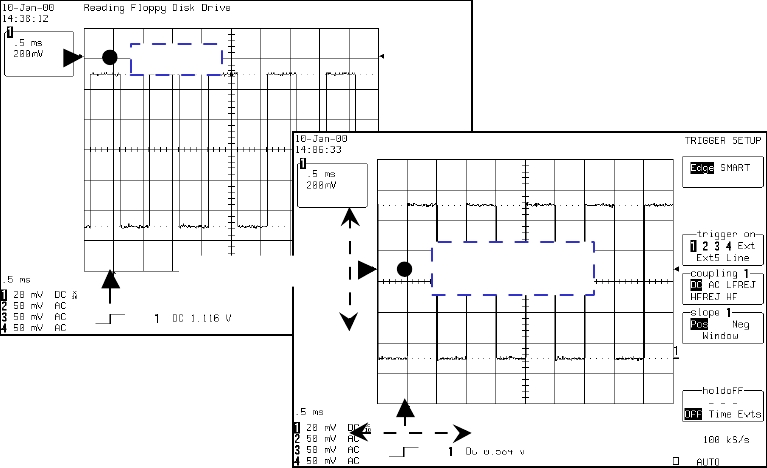 10-Jan-00
14:38:12
Reading Floppy Disk Drive
1
.5 ms
200mV
.5 ms
1 20 mV DC
2 50 mV AC
3 50 mV AC
4 50 mV AC
1 DC 1.116 V
10-Jan-00
14:06:33
TRIGGER SETUP
1
.5 ms
200mV
Edge SMART
trigger on
1 2 3 4 Ext
Ext5 Line
coupling 1
DC AC LFREJ
HFREJ HF
slope 1
Pos Neg
Window
1
holdoff
- - -
OFF Time Evts
.5 ms
1 20 mV DC
2 50 mV AC
3 50 mV AC
4 50 mV AC
1 V
100 kS/s
AUTO